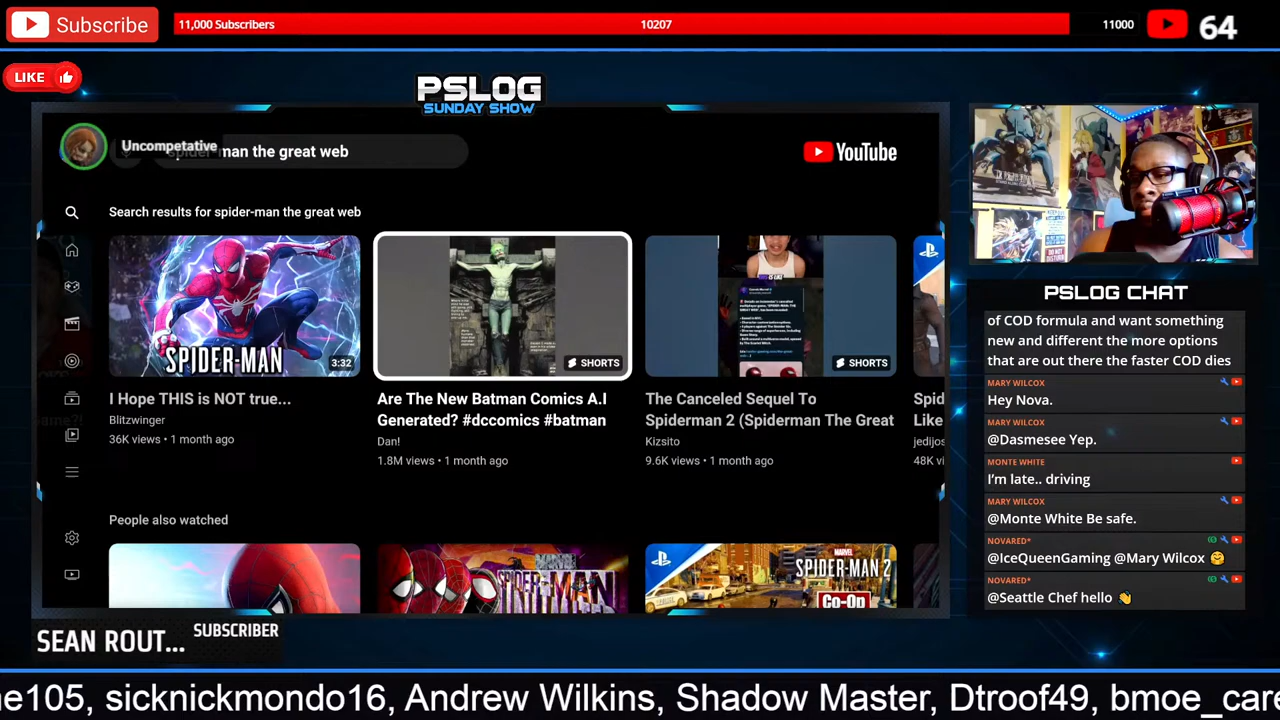 Subscribe
11,000 Subscribers
10207
11000
64
LIKE
PSLOG
SUNDAY SHOW
Uncompetative
spider-man the great web
YouTube
Search results for spider-man the great web
SPIDER-MAN
3:32
SHORTS
SHORTS
I Hope THIS is NOT true...
Blitzwinger
36K views • 1 month ago
Are The New Batman Comics A.I
Generated? #dccomics #batman
Dan!
1.8M views • 1 month ago
The Canceled Sequel To
Spiderman 2 (Spiderman The Great
Kizsito
9.6K views • 1 month ago
Spid
Like
jedijos
48K vi
People also watched
MARVEL
MARVEL
SPIDER-MAN 2
Co-Op
PSLOG CHAT
of COD formula and want something
new and different the more options
that are out there the faster COD dies
MARY WILCOX
Hey Nova.
MARY WILCOX
@Dasmesee Yep.
MONTE WHITE
I'm late.. driving
MARY WILCOX
@Monte White Be safe.
NOVARED*
@IceQueenGaming @Mary Wilcox 🤗
NOVARED*
@Seattle Chef hello 👋
SEAN ROUT...
SUBSCRIBER
ne105, sicknickmondo16, Andrew Wilkins, Shadow Master, Dtroof49, bmoe_care